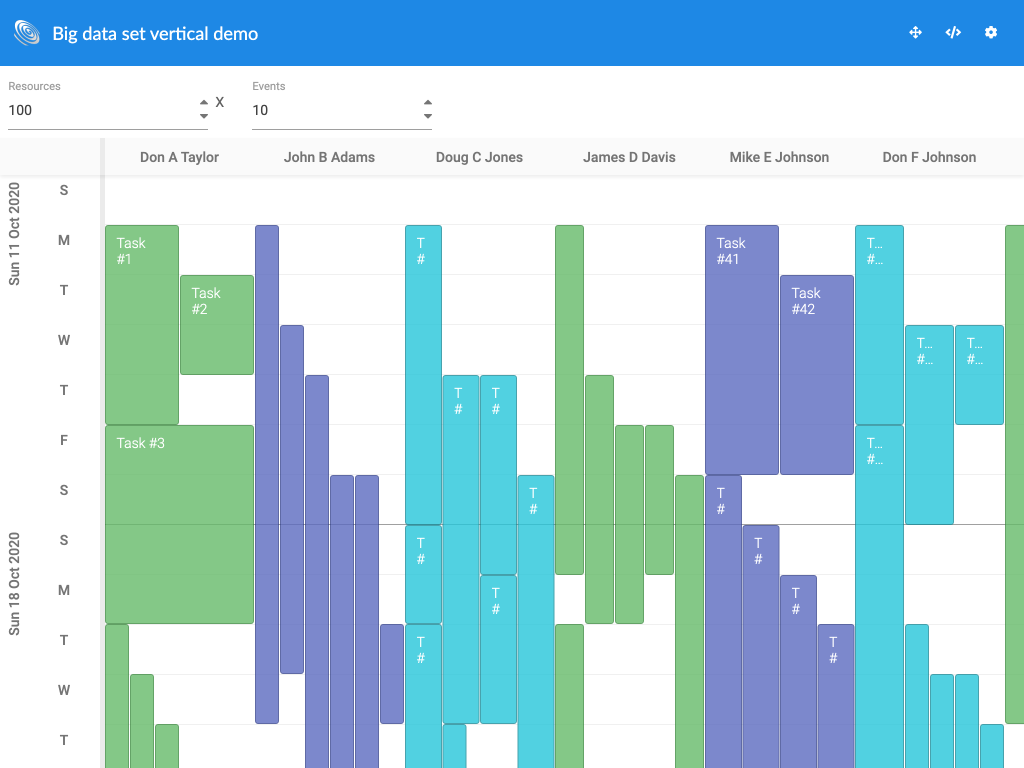 Big data set vertical demo
Resources
100
X
Events
10
Don A Taylor
John B Adams
Doug C Jones
James D Davis
Mike E Johnson
Don F Johnson
Sun 11 Oct 2020
S
M
T
W
T
F
S
Sun 18 Oct 2020
S
M
T
W
T
Task
#1
Task
#2
Task #3
T
#
T
#
T
#
T
#
T
#
T
#
T
#
Task
#41
Task
#42
T
#
T
#
T
#
T
#
T...
#...
T...
#...
T...
#...
T...
#...